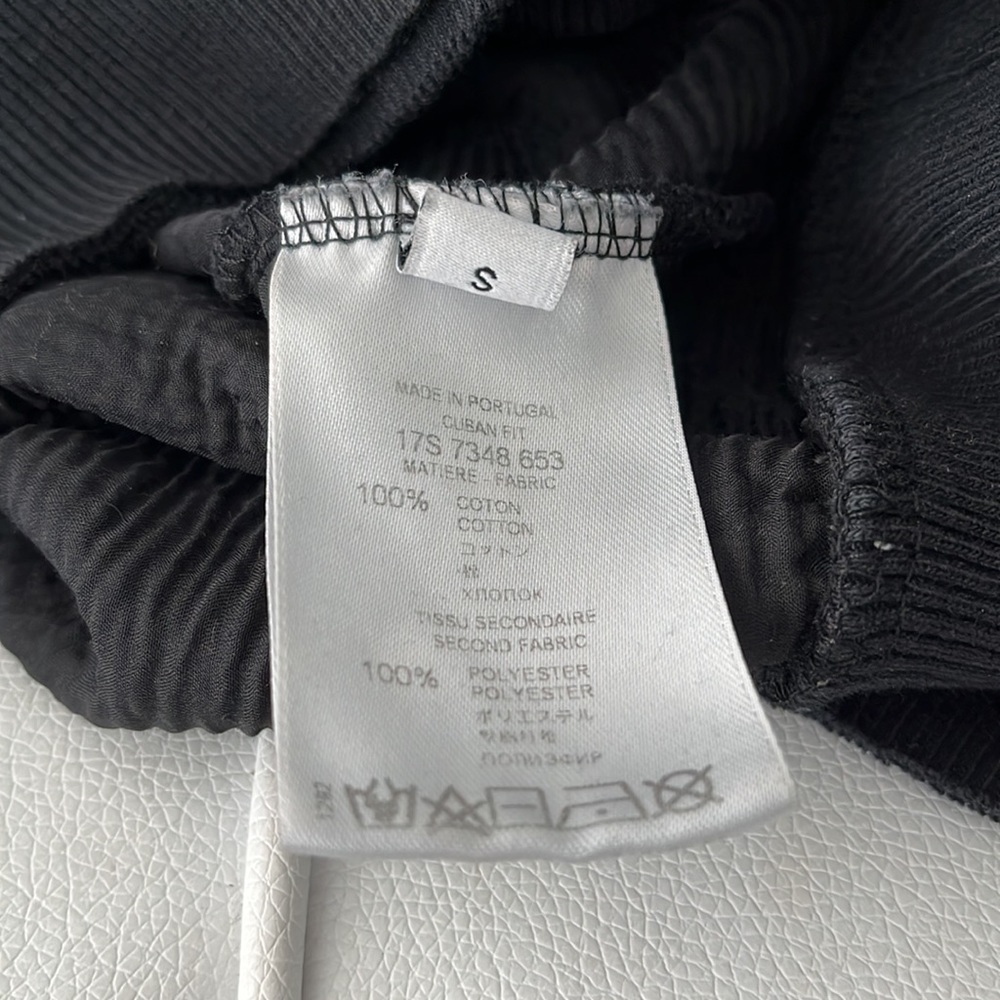 S
MADE IN PORTUGAL
CUBAN FIT
17S 7348 653
MATIERE - FABRIC
100% COTON
COTTON
コットン
棉
ХЛОПОК
TISSU SECONDAIRE
SECOND FABRIC
100% POLYESTER
POLYESTER
ポリエステル
ПОЛИЭФИР